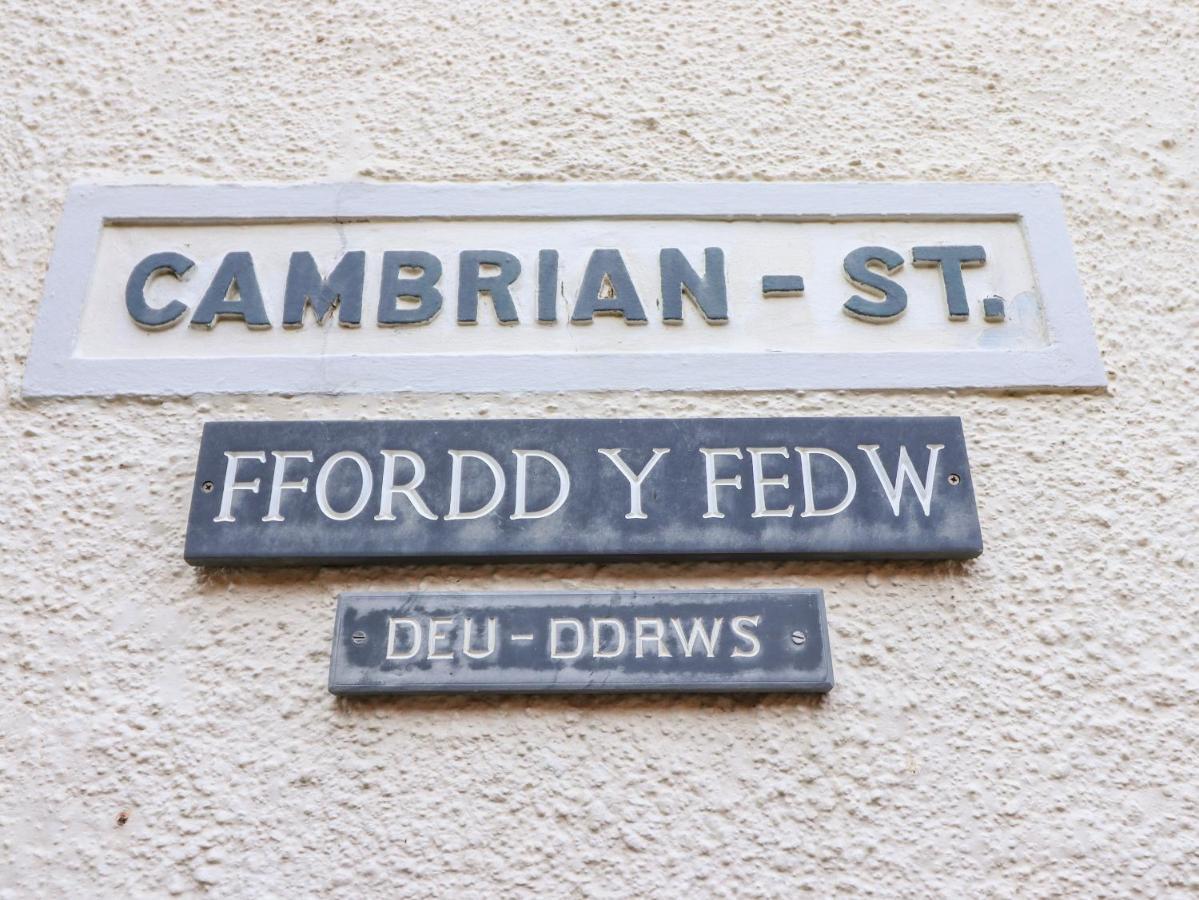 CAMBRIAN - ST.
FFORDD Y FEDW
DEU-DDRWS